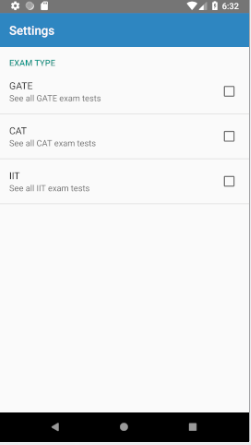 6:32
Settings
EXAM TYPE
GATE
See all GATE exam tests
CAT
See all CAT exam tests
IIT
See all IIT exam tests